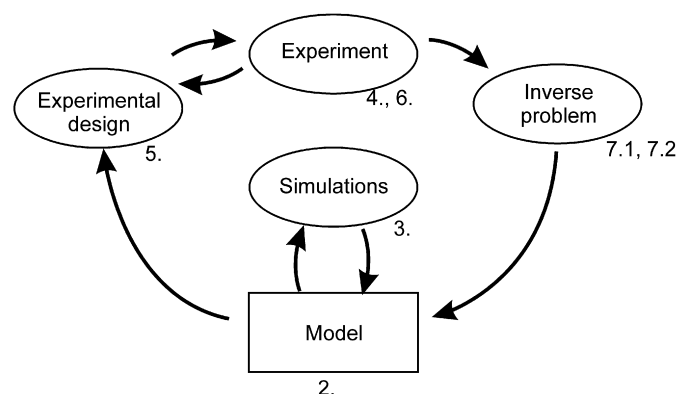 Experiment
4., 6.
Experimental
design
5.
Inverse
problem
7.1, 7.2
Simulations
3.
Model
2.